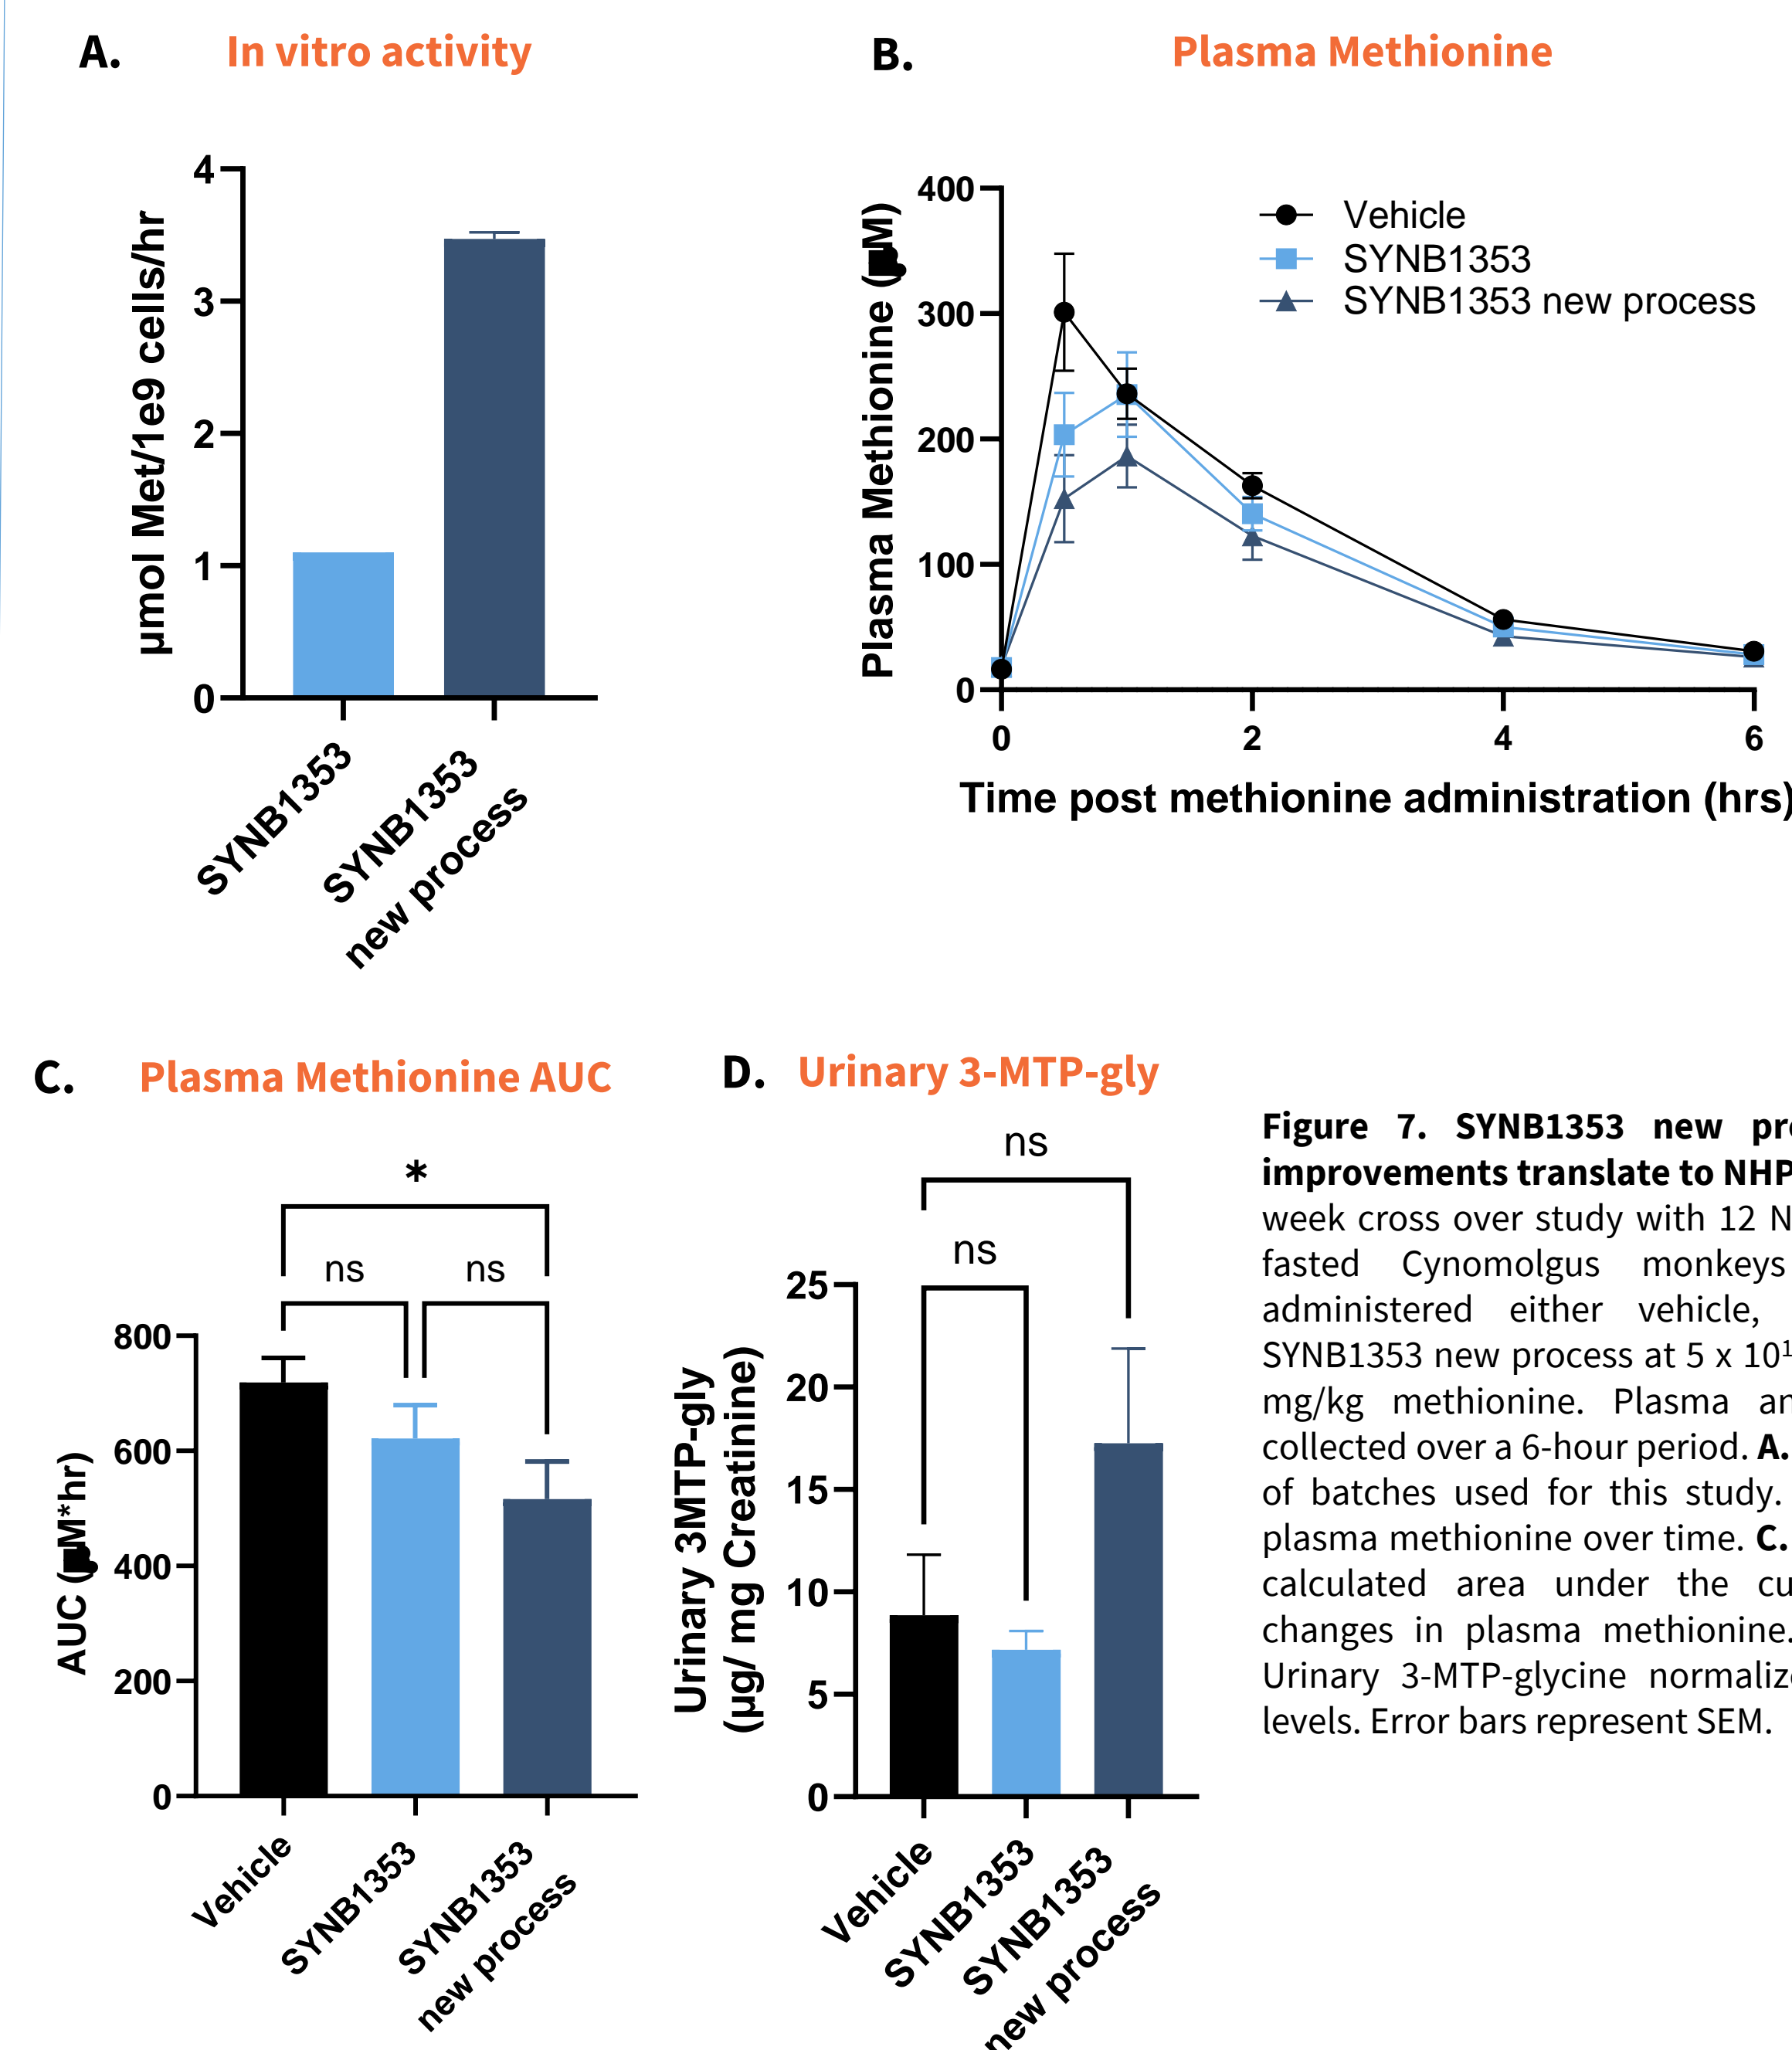 A. In vitro activity
µmol Met/1e9 cells/hr
4
3
2
1
0
SYNB1353
SYNB1353
new process
B. Plasma Methionine
Plasma Methionine (µM)
400
300
200
100
0
Vehicle
SYNB1353
SYNB1353 new process
0 2 4 6
Time post methionine administration (hrs)
C. Plasma Methionine AUC
*
ns ns
AUC (µM*hr)
800
600
400
200
0
Vehicle
SYNB1353
SYNB1353
new process
D. Urinary 3-MTP-gly
ns
ns
Urinary 3MTP-gly
(µg/ mg Creatinine)
25
20
15
10
5
0
Vehicle
SYNB1353
SYNB1353
new process
Figure 7. SYNB1353 new
improvements translate to NHP
week cross over study with 12
fasted Cynomolgus monkeys
administered either vehicle,
SYNB1353 new process at 5 x 10¹
mg/kg methionine. Plasma
collected over a 6-hour period. A.
of batches used for this study.
plasma methionine over time. C.
calculated area under the
changes in plasma methionine.
Urinary 3-MTP-glycine
levels. Error bars represent SEM.